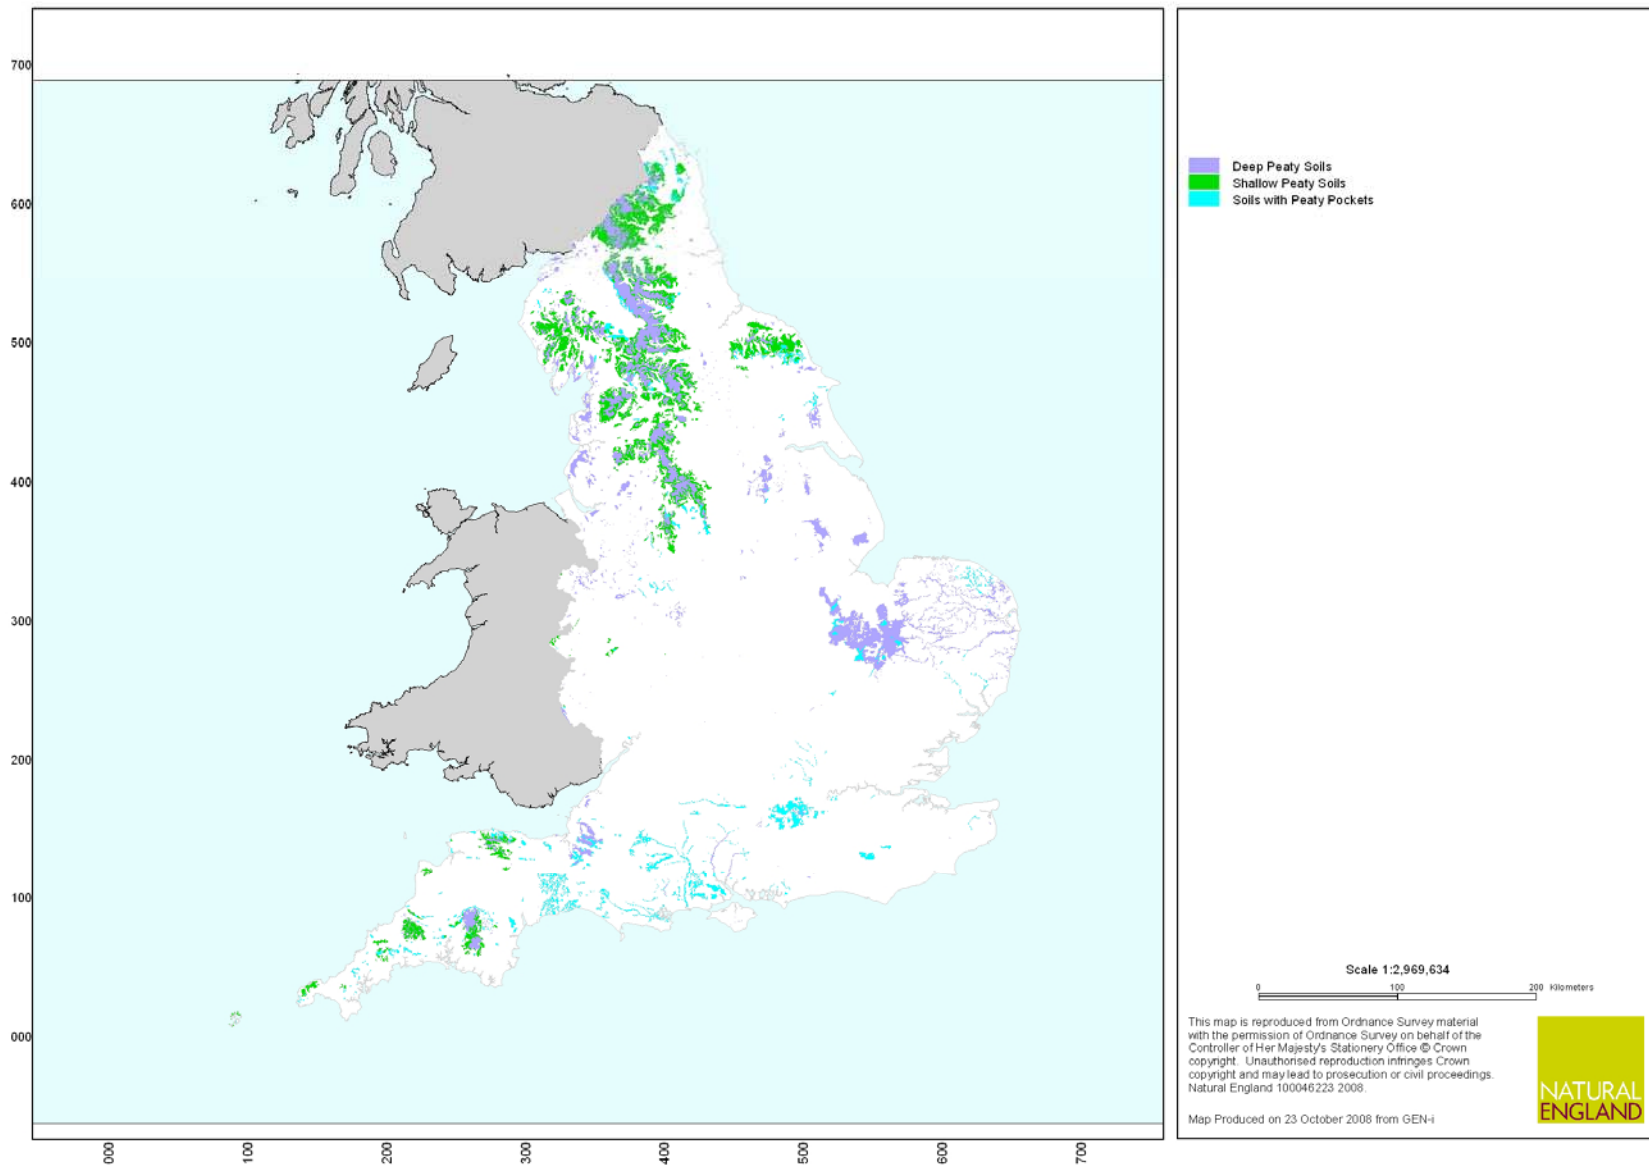 700
600
500
400
300
200
100
000
000
100
200
300
400
500
600
700
Deep Peaty Soils
Shallow Peaty Soils
Soils with Peaty Pockets
Scale 1:2,969,634
0 100 200 Kilometers
This map is reproduced from Ordnance Survey material
with the permission of Ordnance Survey on behalf of the
Controller of Her Majesty's Stationery Office © Crown
copyright. Unauthorised reproduction infringes Crown
copyright and may lead to prosecution or civil proceedings.
Natural England 100046223 2008.
Map Produced on 23 October 2008 from GEN-i
NATURAL
ENGLAND